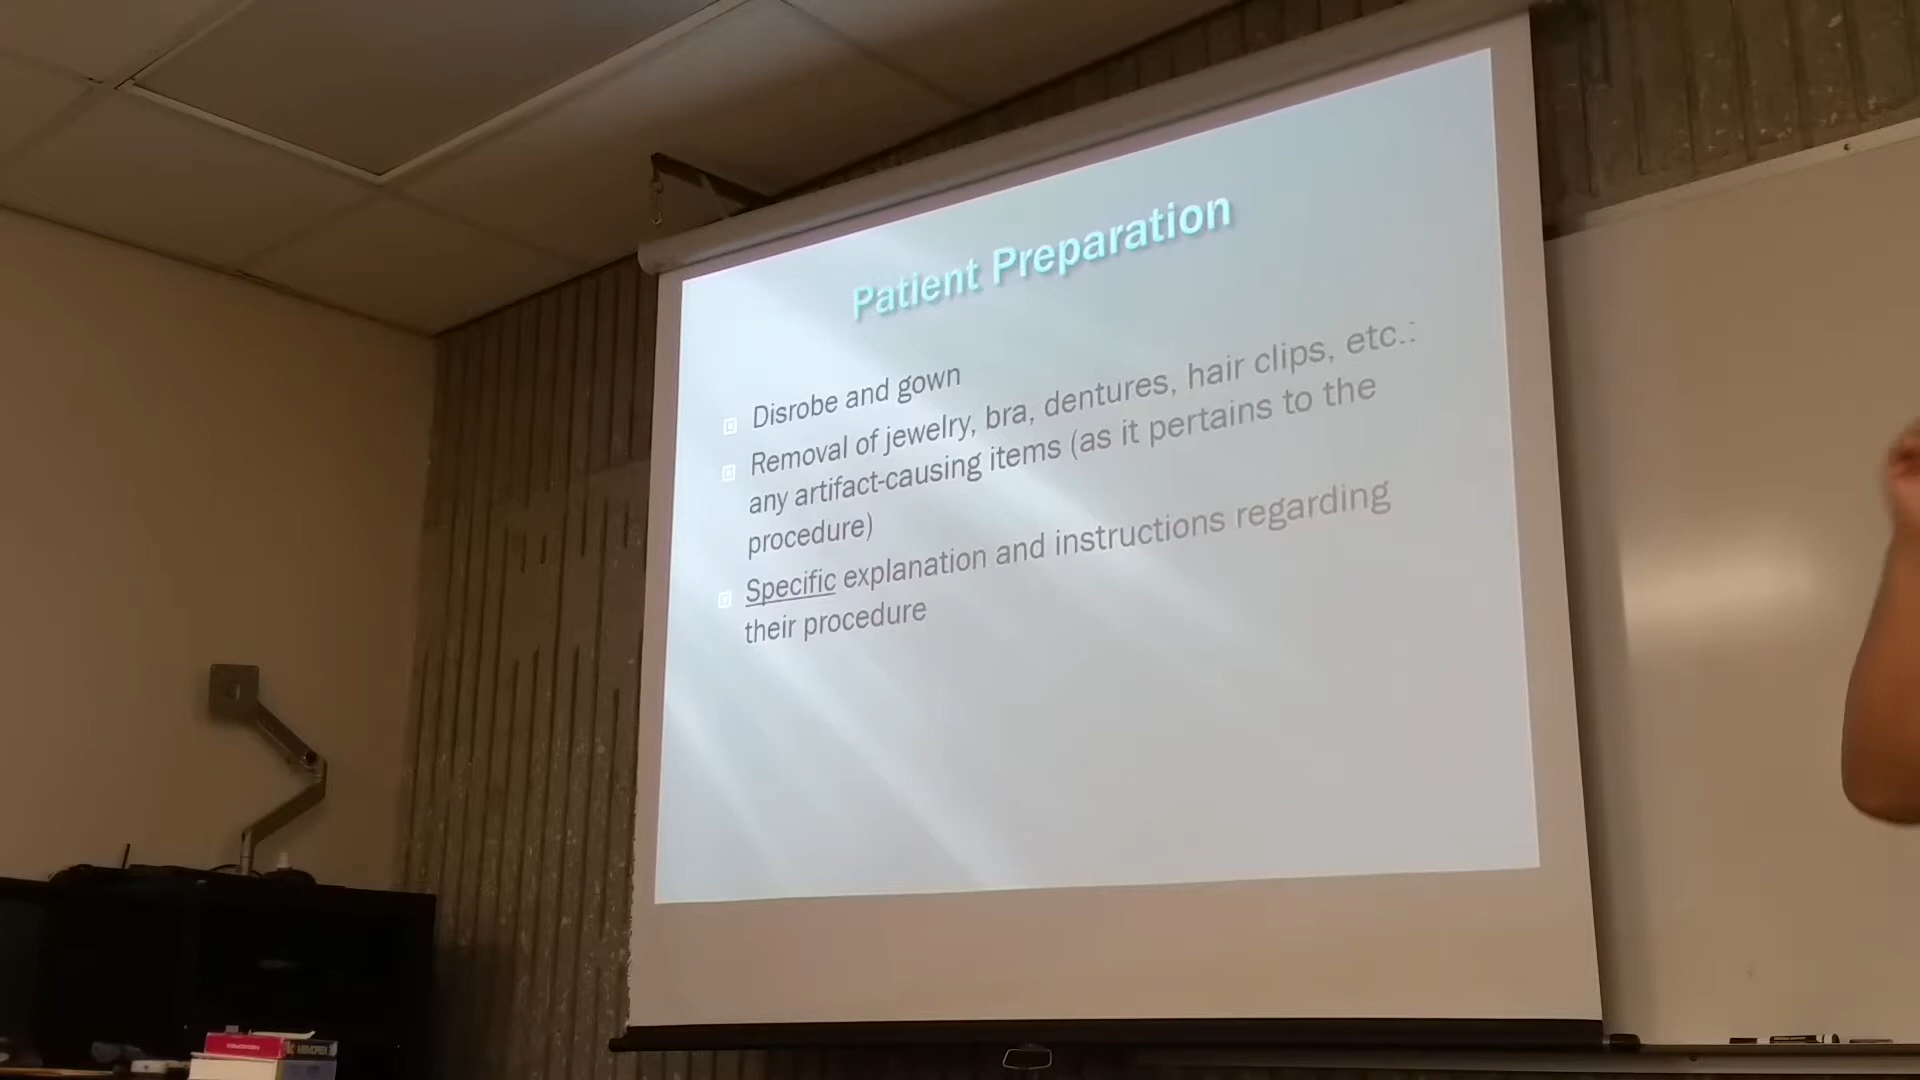 Patient Preparation
Disrobe and gown
Removal of jewelry, bra, dentures, hair clips, etc.:
any artifact-causing items (as it pertains to the
procedure)
Specific explanation and instructions regarding
their procedure
MEMOREX